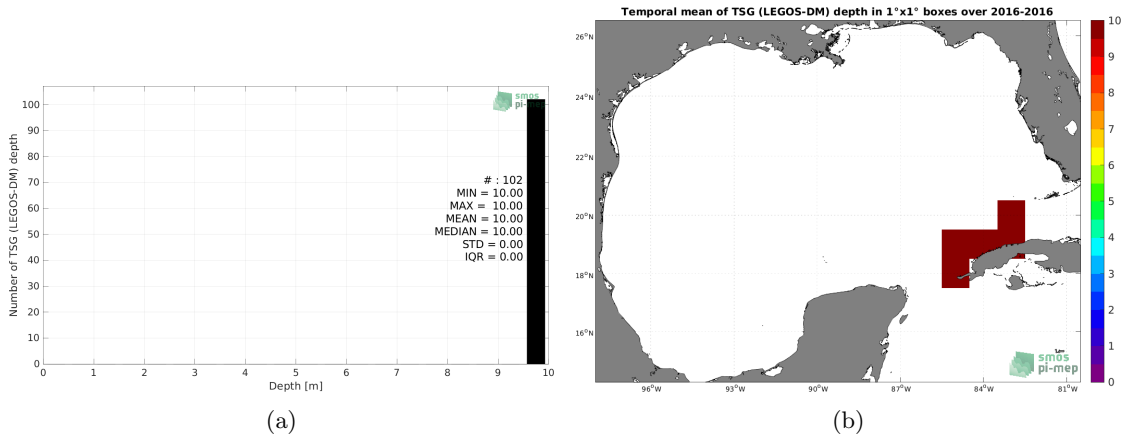 Number of TSG (LEGOS-DM) depth
100
90
80
70
60
50
40
30
20
10
0
smos
pi-mep
# : 102
MIN = 10.00
MAX = 10.00
MEAN = 10.00
MEDIAN = 10.00
STD = 0.00
IQR = 0.00
0 1 2 3 4 5 6 7 8 9 10
Depth [m]
(a)
Temporal mean of TSG (LEGOS-DM) depth in 1°x1° boxes over 2016-2016
26°N
24°N
22°N
20°N
18°N
16°N
96°W 93°W 90°W 87°W 84°W 81°W
smos
pi-mep
10
9
8
7
6
5
4
3
2
1
0
(b)